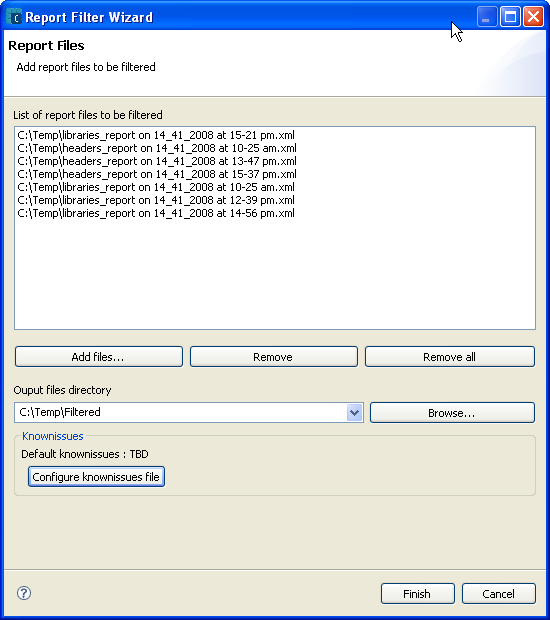 Report Filter Wizard
Report Files
Add report files to be filtered
List of report files to be filtered
C:\Temp\libraries_report on 14_41_2008 at 15-21 pm.xml
C:\Temp\headers_report on 14_41_2008 at 10-25 am.xml
C:\Temp\headers_report on 14_41_2008 at 13-47 pm.xml
C:\Temp\headers_report on 14_41_2008 at 15-37 pm.xml
C:\Temp\libraries_report on 14_41_2008 at 10-25 am.xml
C:\Temp\libraries_report on 14_41_2008 at 12-39 pm.xml
C:\Temp\libraries_report on 14_41_2008 at 14-56 pm.xml
Add files... Remove Remove all
Ouput files directory
C:\Temp\Filtered Browse...
Knownissues
Default knownissues : TBD
Configure knownissues file
? Finish Cancel